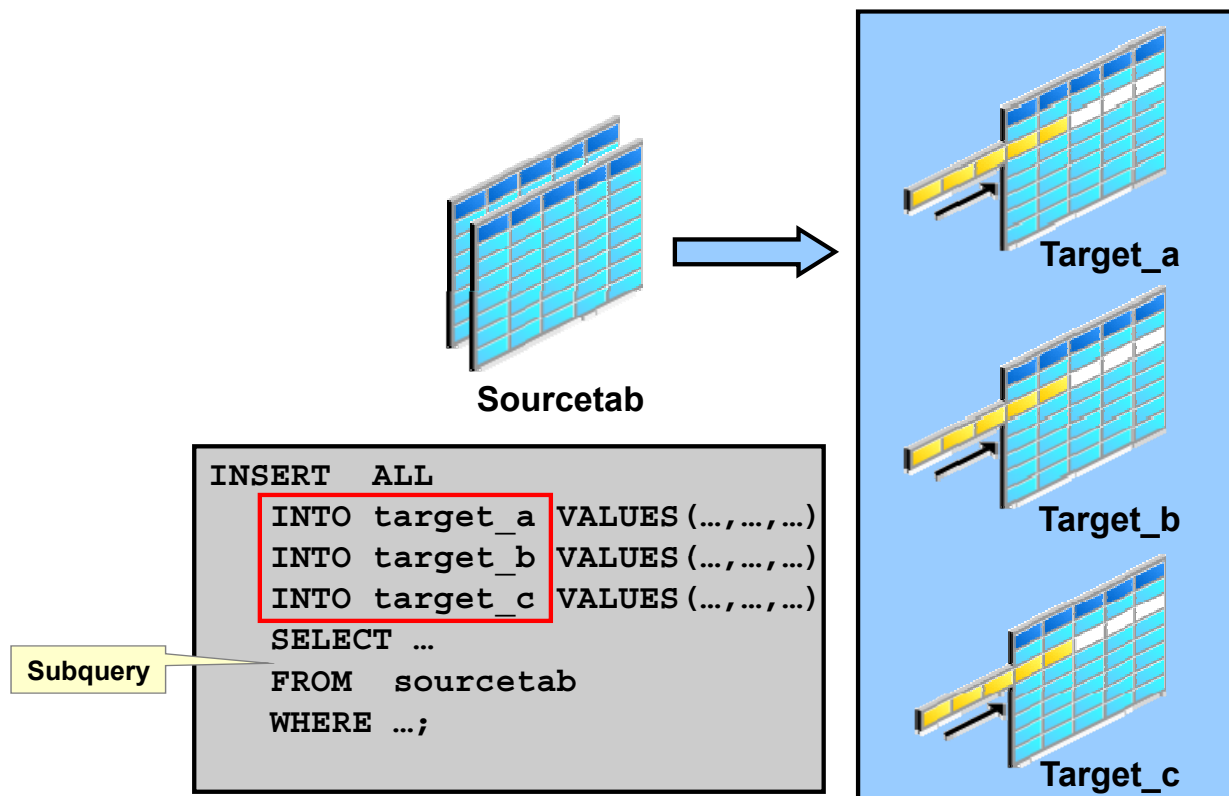 Target_a
Sourcetab
Target_b
INSERT ALL
INTO target_a VALUES(…,…,…)
INTO target_b VALUES(…,…,…)
INTO target_c VALUES(…,…,…)
SELECT …
FROM sourcetab
WHERE …;
Subquery
Target_c